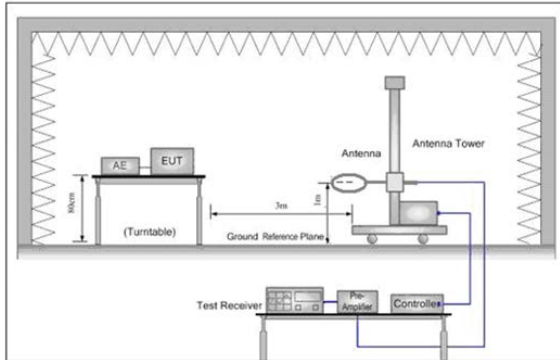 Antenna Tower
Antenna
AE
EUT
80cm
3m
1m
(Turntable)
Ground Reference Plane
Test Receiver
Pre-
Amplifier
Controller